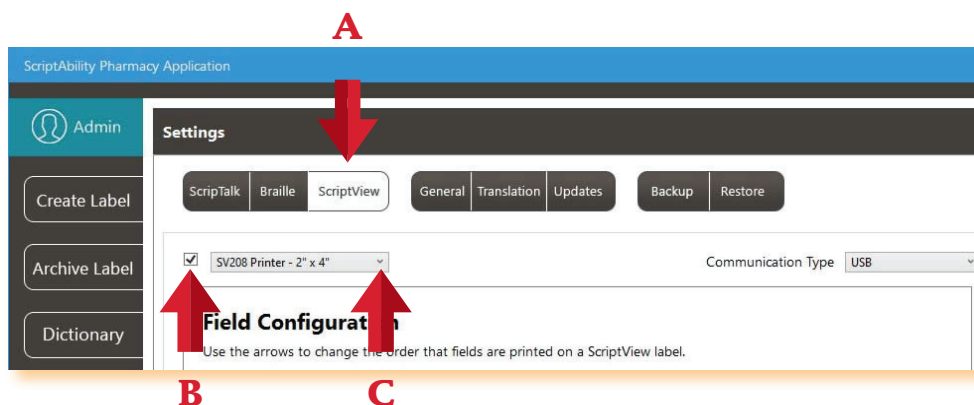 A
ScriptAbility Pharmacy Application
Admin
Settings
ScripTalk Braille ScriptView General Translation Updates Backup Restore
Create Label
SV208 Printer - 2" x 4" Communication Type USB
Archive Label
Field Configuration
Use the arrows to change the order that fields are printed on a ScriptView label.
Dictionary
B C